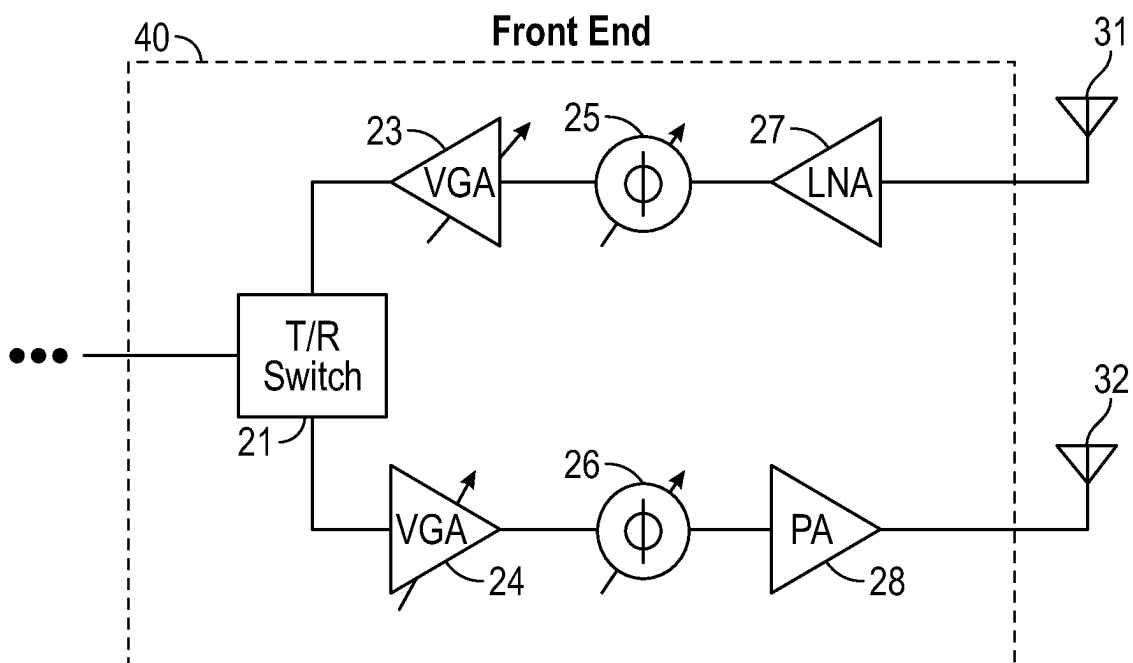 Front End
40
31
23
25
27
VGA
LNA
T/R
Switch
32
21
26
VGA
PA
24
28